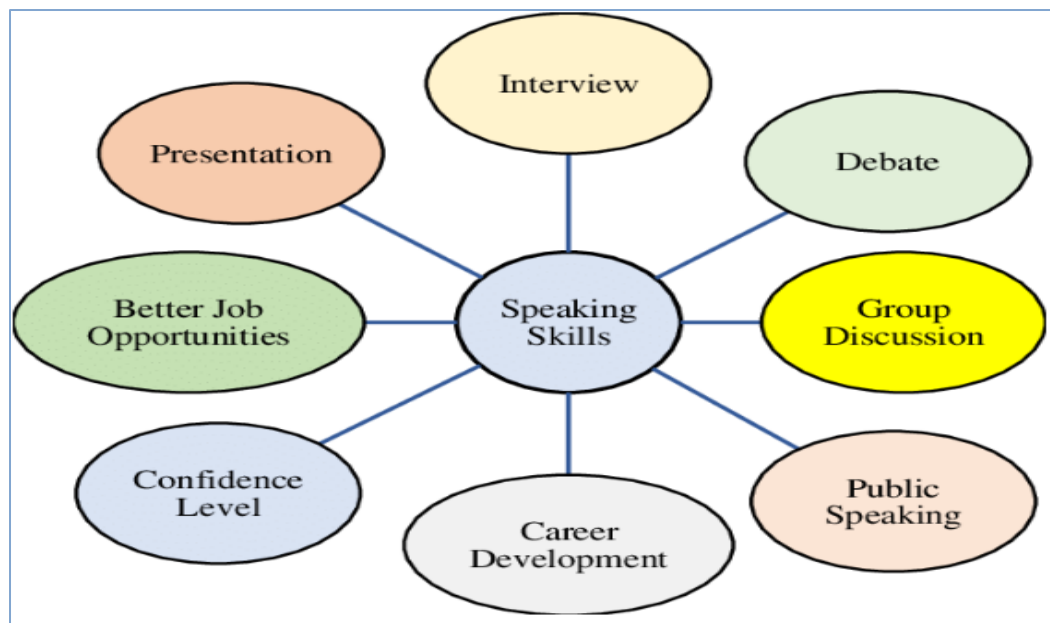 Interview
Presentation
Debate
Better Job
Opportunities
Speaking
Skills
Group
Discussion
Confidence
Level
Career
Development
Public
Speaking